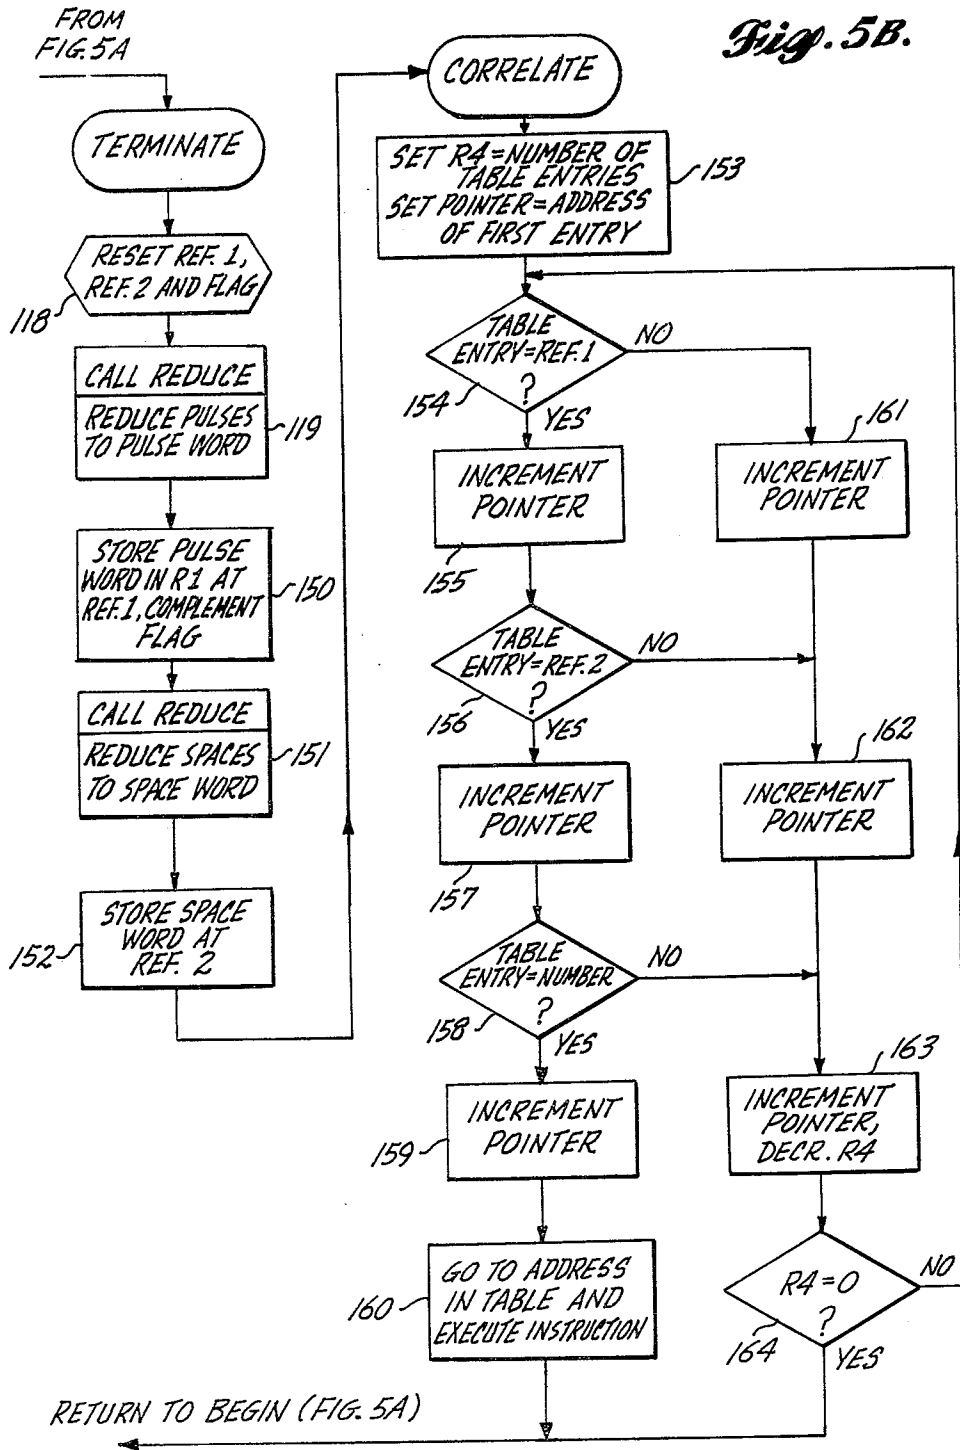 FROM
FIG. 5A
Fig. 5B.
TERMINATE
RESET REF. 1,
REF. 2 AND FLAG
118
CALL REDUCE
REDUCE PULSES
TO PULSE WORD
119
STORE PULSE
WORD IN R1 AT
REF. 1, COMPLEMENT
FLAG
150
CALL REDUCE
REDUCE SPACES
TO SPACE WORD
151
STORE SPACE
WORD AT
REF. 2
152
CORRELATE
SET R4=NUMBER OF
TABLE ENTRIES
SET POINTER=ADDRESS
OF FIRST ENTRY
153
TABLE
ENTRY=REF. 1
?
154
NO
YES
INCREMENT
POINTER
155
161
INCREMENT
POINTER
TABLE
ENTRY=REF. 2
?
156
NO
YES
INCREMENT
POINTER
157
162
INCREMENT
POINTER
TABLE
ENTRY=NUMBER
?
158
NO
YES
INCREMENT
POINTER
159
163
INCREMENT
POINTER,
DECR. R4
GO TO ADDRESS
IN TABLE AND
EXECUTE INSTRUCTION
160
R4=0
?
164
NO
YES
RETURN TO BEGIN (FIG. 5A)